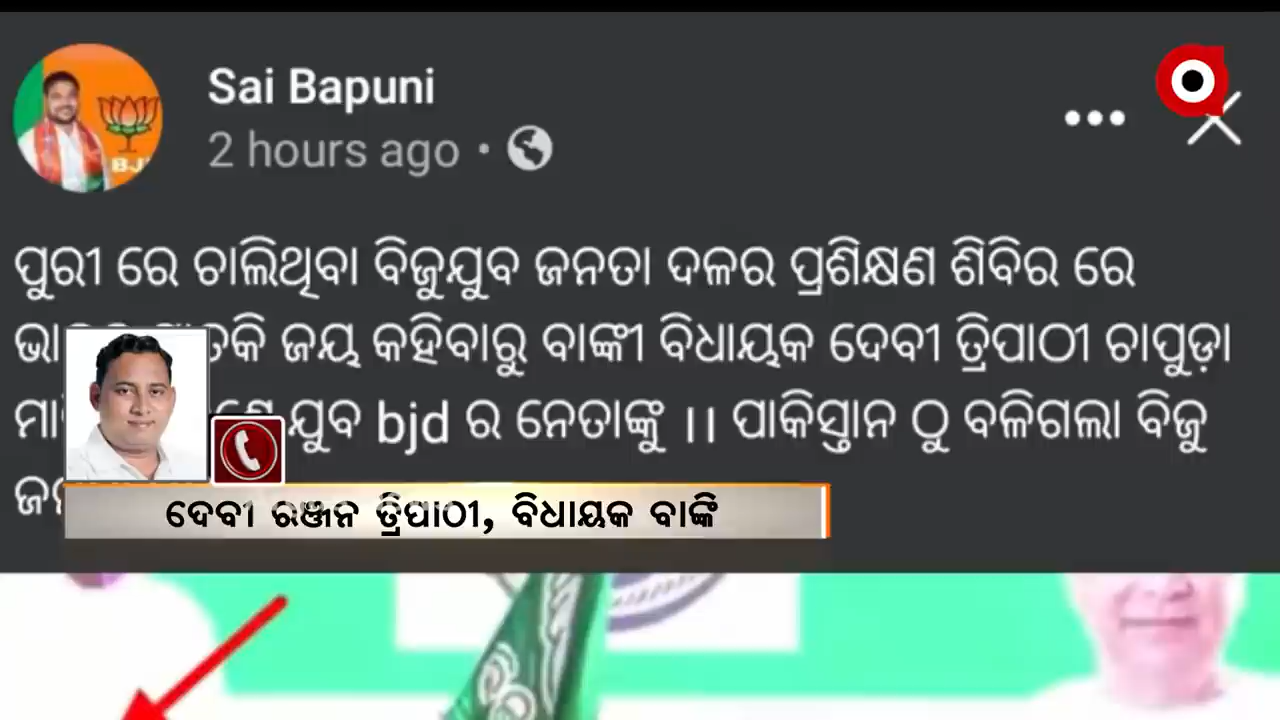 Sai Bapuni
2 hours ago
ପୁରୀ ରେ ଚାଲିଥିବା ବିଜୁଯୁବ ଜନତା ଦଳର ପ୍ରଶିକ୍ଷଣ ଶିବିର ରେ
ଜୟ କହିବାରୁ ବାଙ୍କୀ ବିଧାୟକ ଦେବୀ ତ୍ରିପାଠୀ ଚାପୁଡ଼ା
ଯୁବ bjd ର ନେତାଙ୍କୁ ।। ପାକିସ୍ତାନ ଠୁ ବଳିଗଲା ବିଜୁ
ଦେବୀ ରଞ୍ଜନ ତ୍ରିପାଠୀ, ବିଧାୟକ ବାଙ୍କି